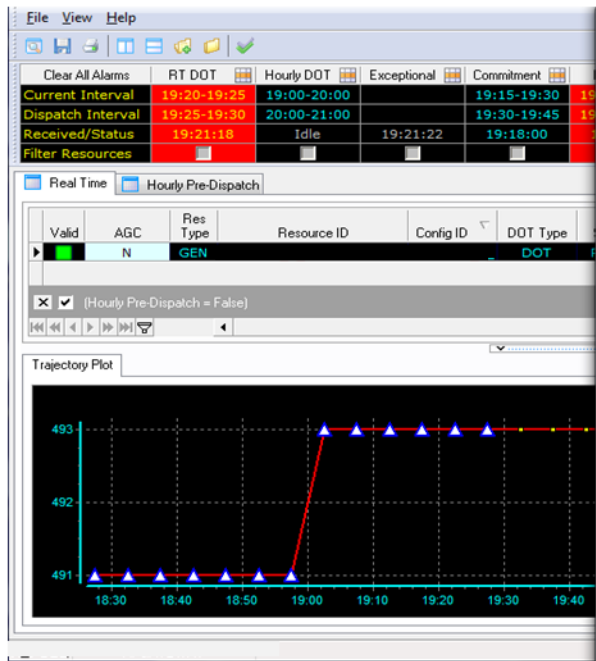 File View Help
Clear All Alarms RT DOT Hourly DOT Exceptional Commitment
Current Interval 19:20-19:25 19:00-20:00 19:15-19:30 19
Dispatch Interval 19:25-19:30 20:00-21:00 19:30-19:45 19
Received/Status 19:21:18 Idle 19:21:22 19:18:00 1
Filter Resources
Real Time Hourly Pre-Dispatch
Valid AGC Res Type Resource ID Config ID DOT Type
N GEN _ DOT
(Hourly Pre-Dispatch = False)
Trajectory Plot
493
492
491
18:30 18:40 18:50 19:00 19:10 19:20 19:30 19:40